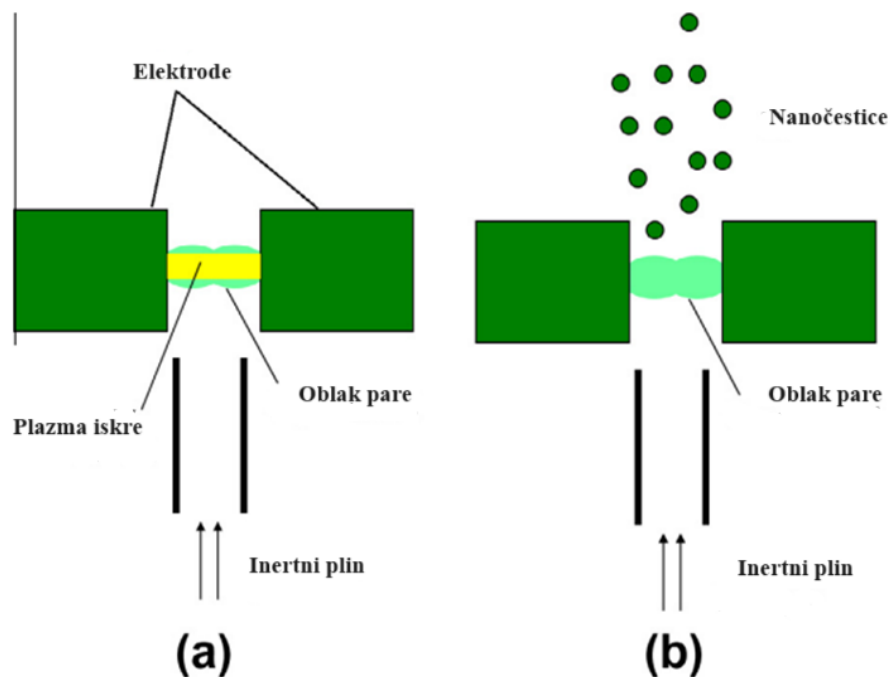 Elektrode
Oblak pare
Plazma iskre
Inertni plin
(a)
Nanočestice
Oblak pare
Inertni plin
(b)